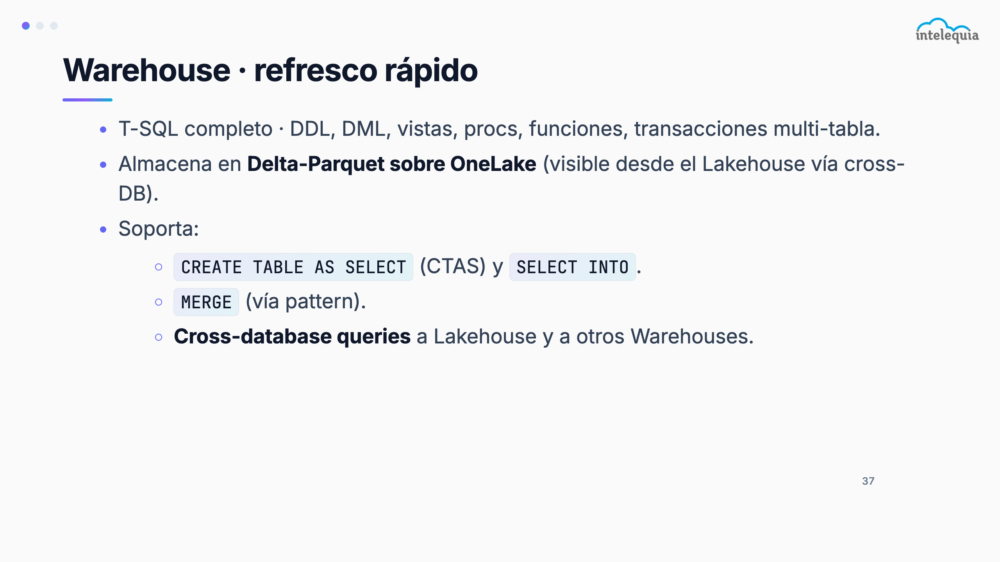 intelequia
Warehouse · refresco rápido
T-SQL completo · DDL, DML, vistas, procs, funciones, transacciones multi-tabla.
Almacena en Delta-Parquet sobre OneLake (visible desde el Lakehouse vía cross-
DB).
Soporta:
CREATE TABLE AS SELECT (CTAS) y SELECT INTO.
MERGE (vía pattern).
Cross-database queries a Lakehouse y a otros Warehouses.
37